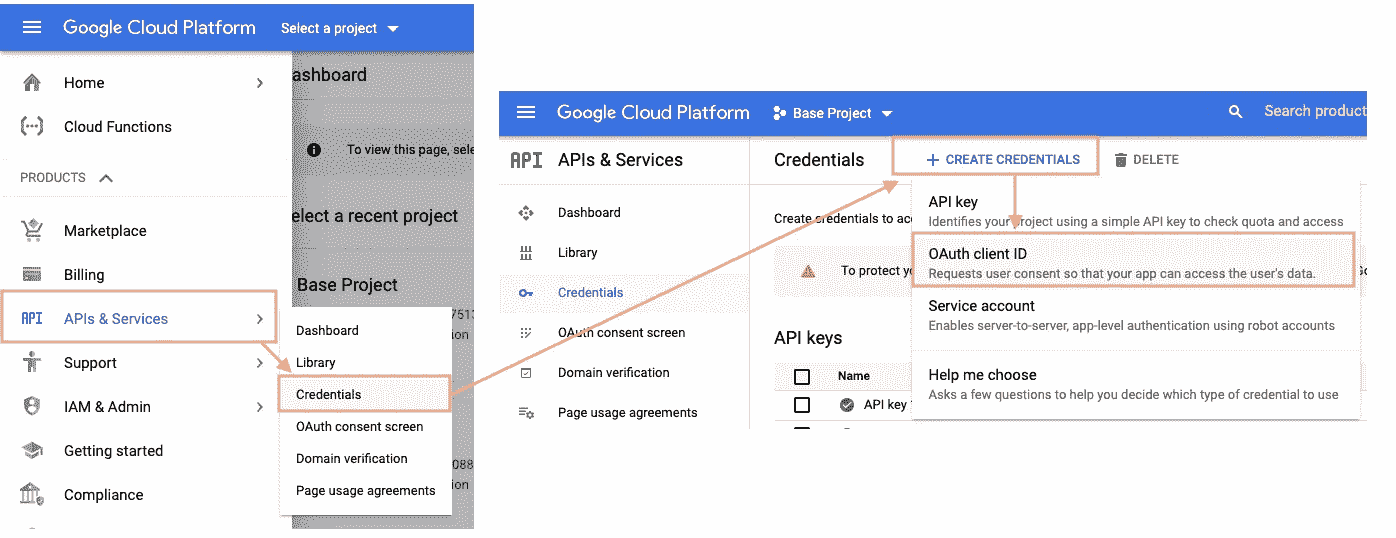 Google Cloud Platform Select a project
Home
Cloud Functions
PRODUCTS
Marketplace
Billing
API APIs & Services
Support
IAM & Admin
Getting started
Compliance
ashboard
To view this page, sele
elect a recent project
Base Project
7513
ion
Dashboard
Library
Credentials
OAuth consent screen
Domain verification
Page usage agreements
088
ion
Google Cloud Platform Base Project Search product
API APIs & Services
Dashboard
Library
Credentials
OAuth consent screen
Domain verification
Page usage agreements
Credentials + CREATE CREDENTIALS DELETE
Create credentials to acc
To protect yo
API keys
Name
API key
API key
Identifies your project using a simple API key to check quota and access
OAuth client ID
Requests user consent so that your app can access the user's data.
Service account
Enables server-to-server, app-level authentication using robot accounts
Help me choose
Asks a few questions to help you decide which type of credential to use